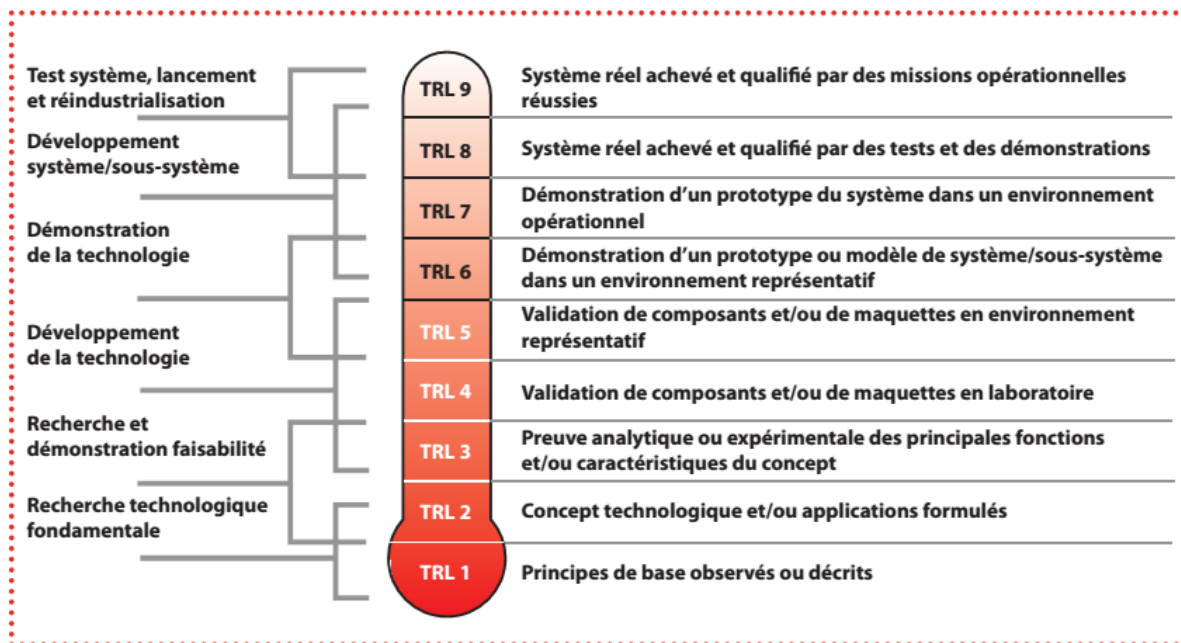 Test système, lancement
et réindustrialisation
Développement
système/sous-système
Démonstration
de la technologie
Développement
de la technologie
Recherche et
démonstration faisabilité
Recherche technologique
fondamentale
TRL 9
Système réel achevé et qualifié par des missions opérationnelles
réussies
TRL 8
Système réel achevé et qualifié par des tests et des démonstrations
TRL 7
Démonstration d’un prototype du système dans un environnement
opérationnel
TRL 6
Démonstration d’un prototype ou modèle de système/sous-système
dans un environnement représentatif
TRL 5
Validation de composants et/ou de maquettes en environnement
représentatif
TRL 4
Validation de composants et/ou de maquettes en laboratoire
TRL 3
Preuve analytique ou expérimentale des principales fonctions
et/ou caractéristiques du concept
TRL 2
Concept technologique et/ou applications formulés
TRL 1
Principes de base observés ou décrits